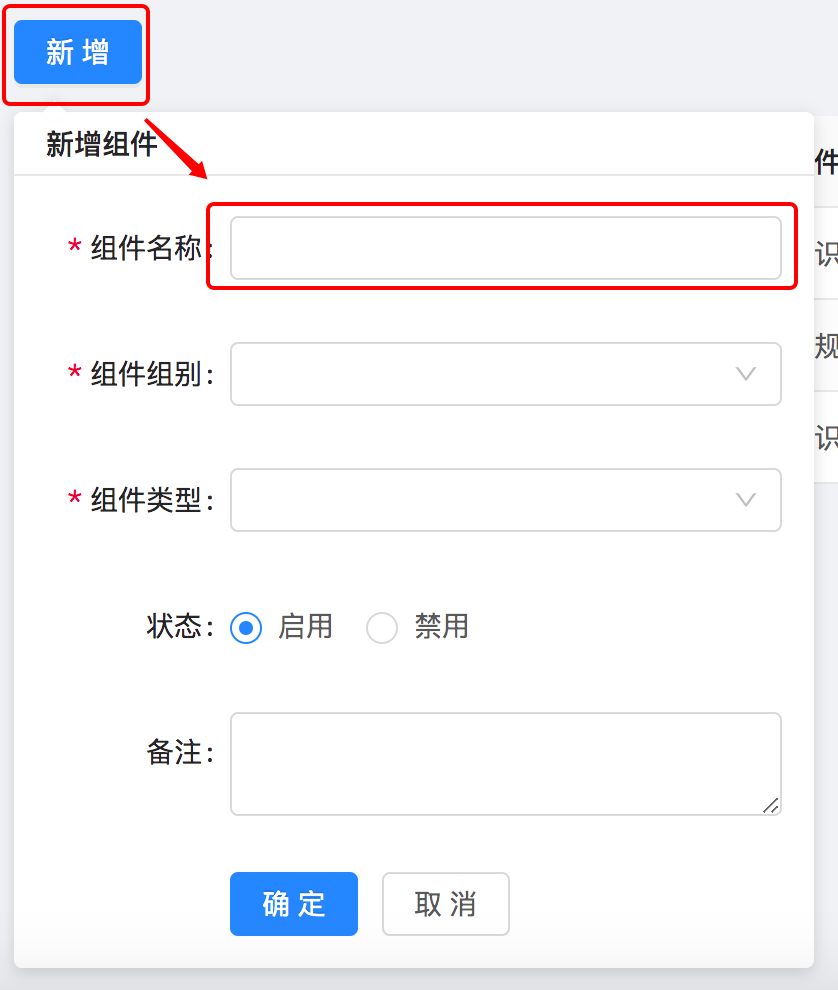 新 增
新增组件
件
* 组件名称:
识
* 组件组别:
规
* 组件类型:
识
状态: 启用 禁用
备注:
确 定 取 消